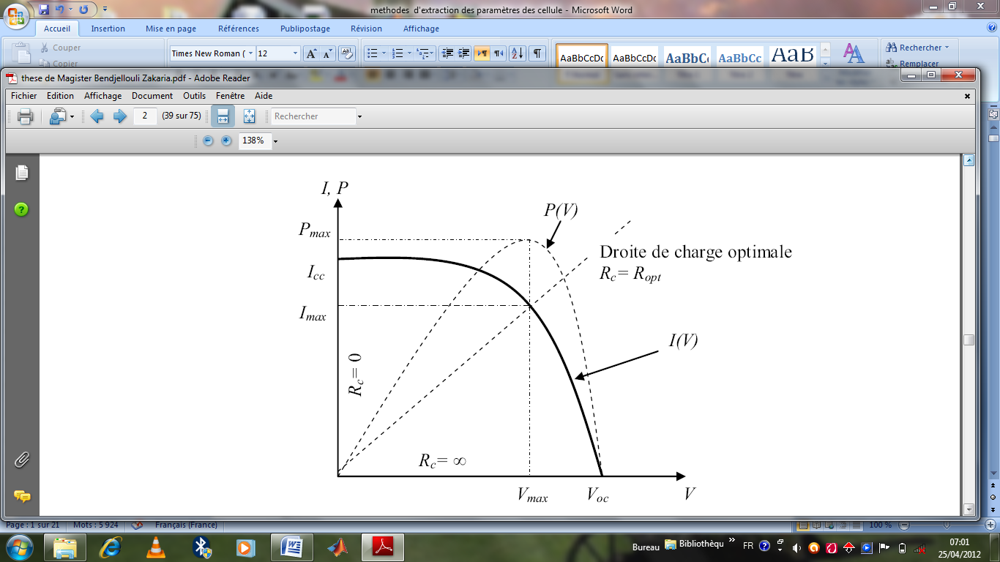 methodes d'extraction des paramètres des cellule - Microsoft Word
Accueil Insertion Mise en page Références Publipostage Révision Affichage
Couper
Copier
Times New Roman ( 12
AaBbCcDc AaBbCcDc AaBbC AaBbCc AaB
Rechercher
Remplacer
these de Magister Bendjellouli Zakaria.pdf - Adobe Reader
Fichier Edition Affichage Document Outils Fenêtre Aide
2 (39 sur 75) Rechercher
138%
I, P
P(V)
Pmax
Droite de charge optimale
Rc= Ropt
Icc
Imax
I(V)
Rc= 0
Rc= ∞
Vmax Voc V
Page : 1 sur 21 Mots : 5 924 Français (France) 100 %
Bureau Bibliothèqu » FR 07:01
25/04/2012